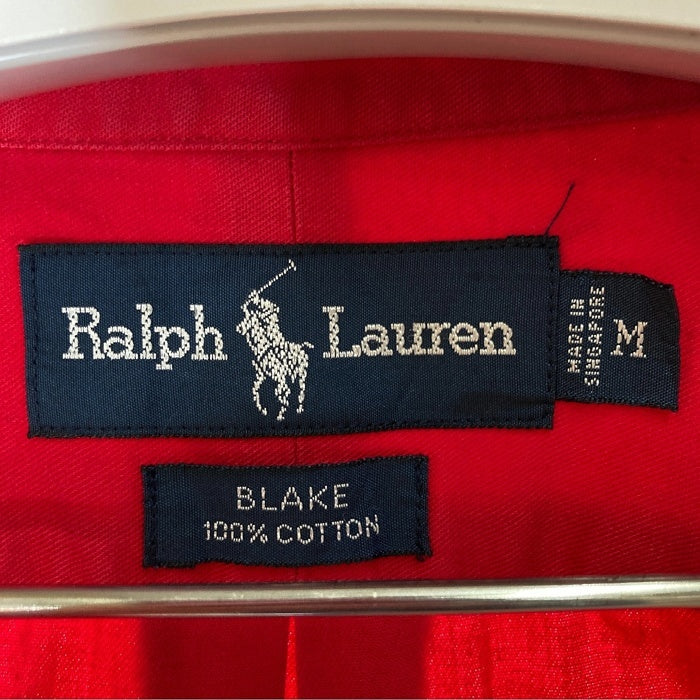 Ralph Lauren
MADE IN
SINGAPORE
M
BLAKE
100% COTTON